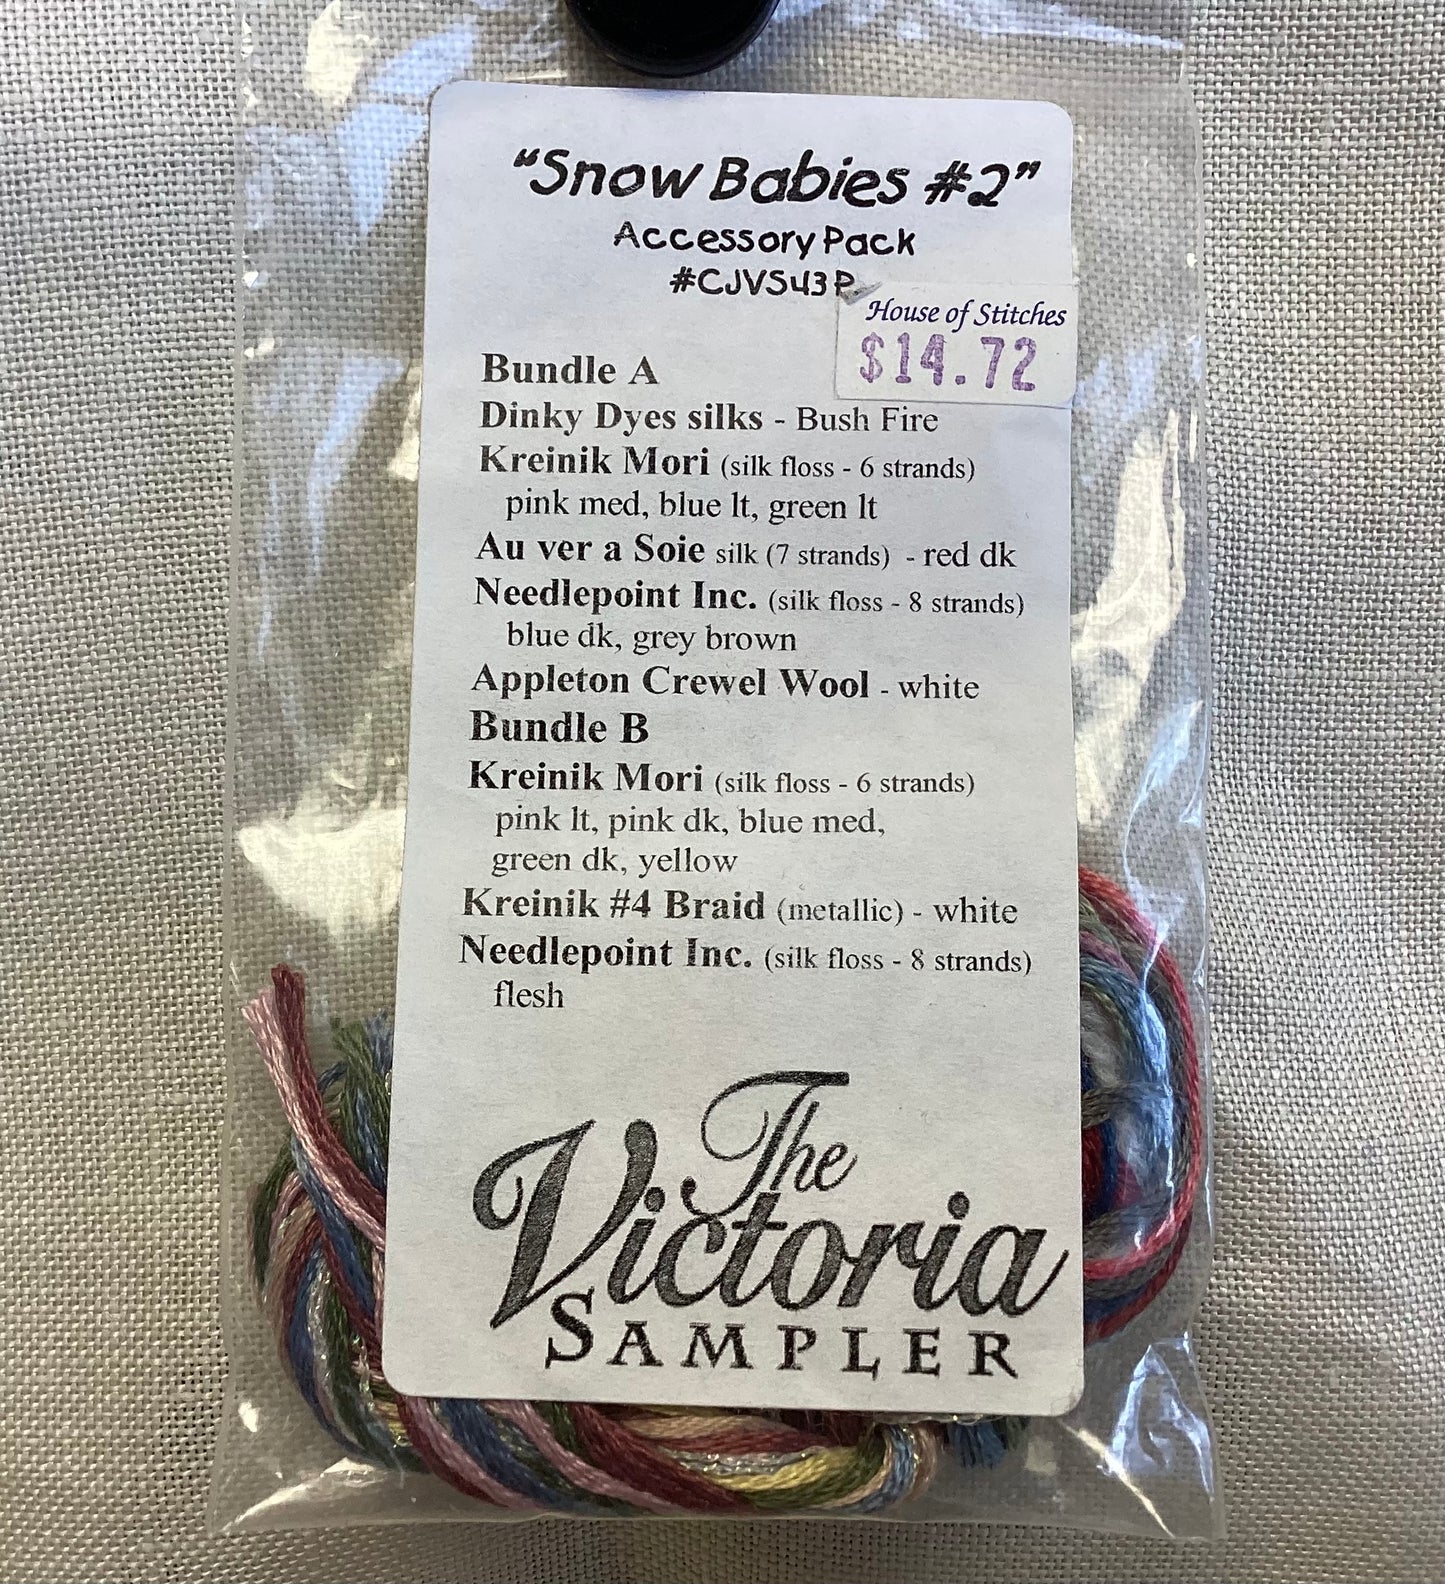 “Snow Babies #2”
Accessory Pack
#CJVS43P
House of Stitches
$14.72
Bundle A
Dinky Dyes silks - Bush Fire
Kreinik Mori (silk floss - 6 strands)
pink med, blue lt, green lt
Au ver a Soie silk (7 strands) - red dk
Needlepoint Inc. (silk floss - 8 strands)
blue dk, grey brown
Appleton Crewel Wool - white
Bundle B
Kreinik Mori (silk floss - 6 strands)
pink lt, pink dk, blue med,
green dk, yellow
Kreinik #4 Braid (metallic) - white
Needlepoint Inc. (silk floss - 8 strands)
flesh
The
Victoria
SAMPLER